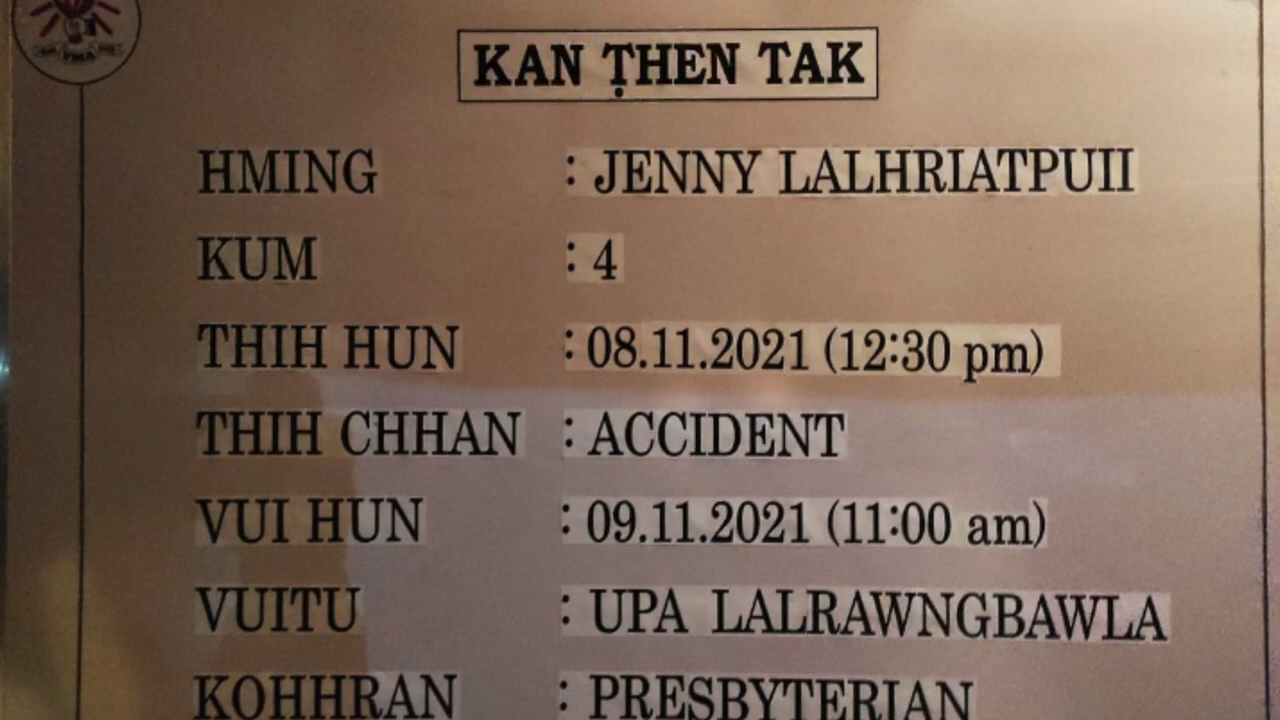 YMA
KAN ṬHEN TAK
HMING : JENNY LALHRIATPUII
KUM : 4
THIH HUN : 08.11.2021 (12:30 pm)
THIH CHHAN : ACCIDENT
VUI HUN : 09.11.2021 (11:00 am)
VUITU : UPA LALRAWNGBAWLA
KOHHRAN : PRESBYTERIAN